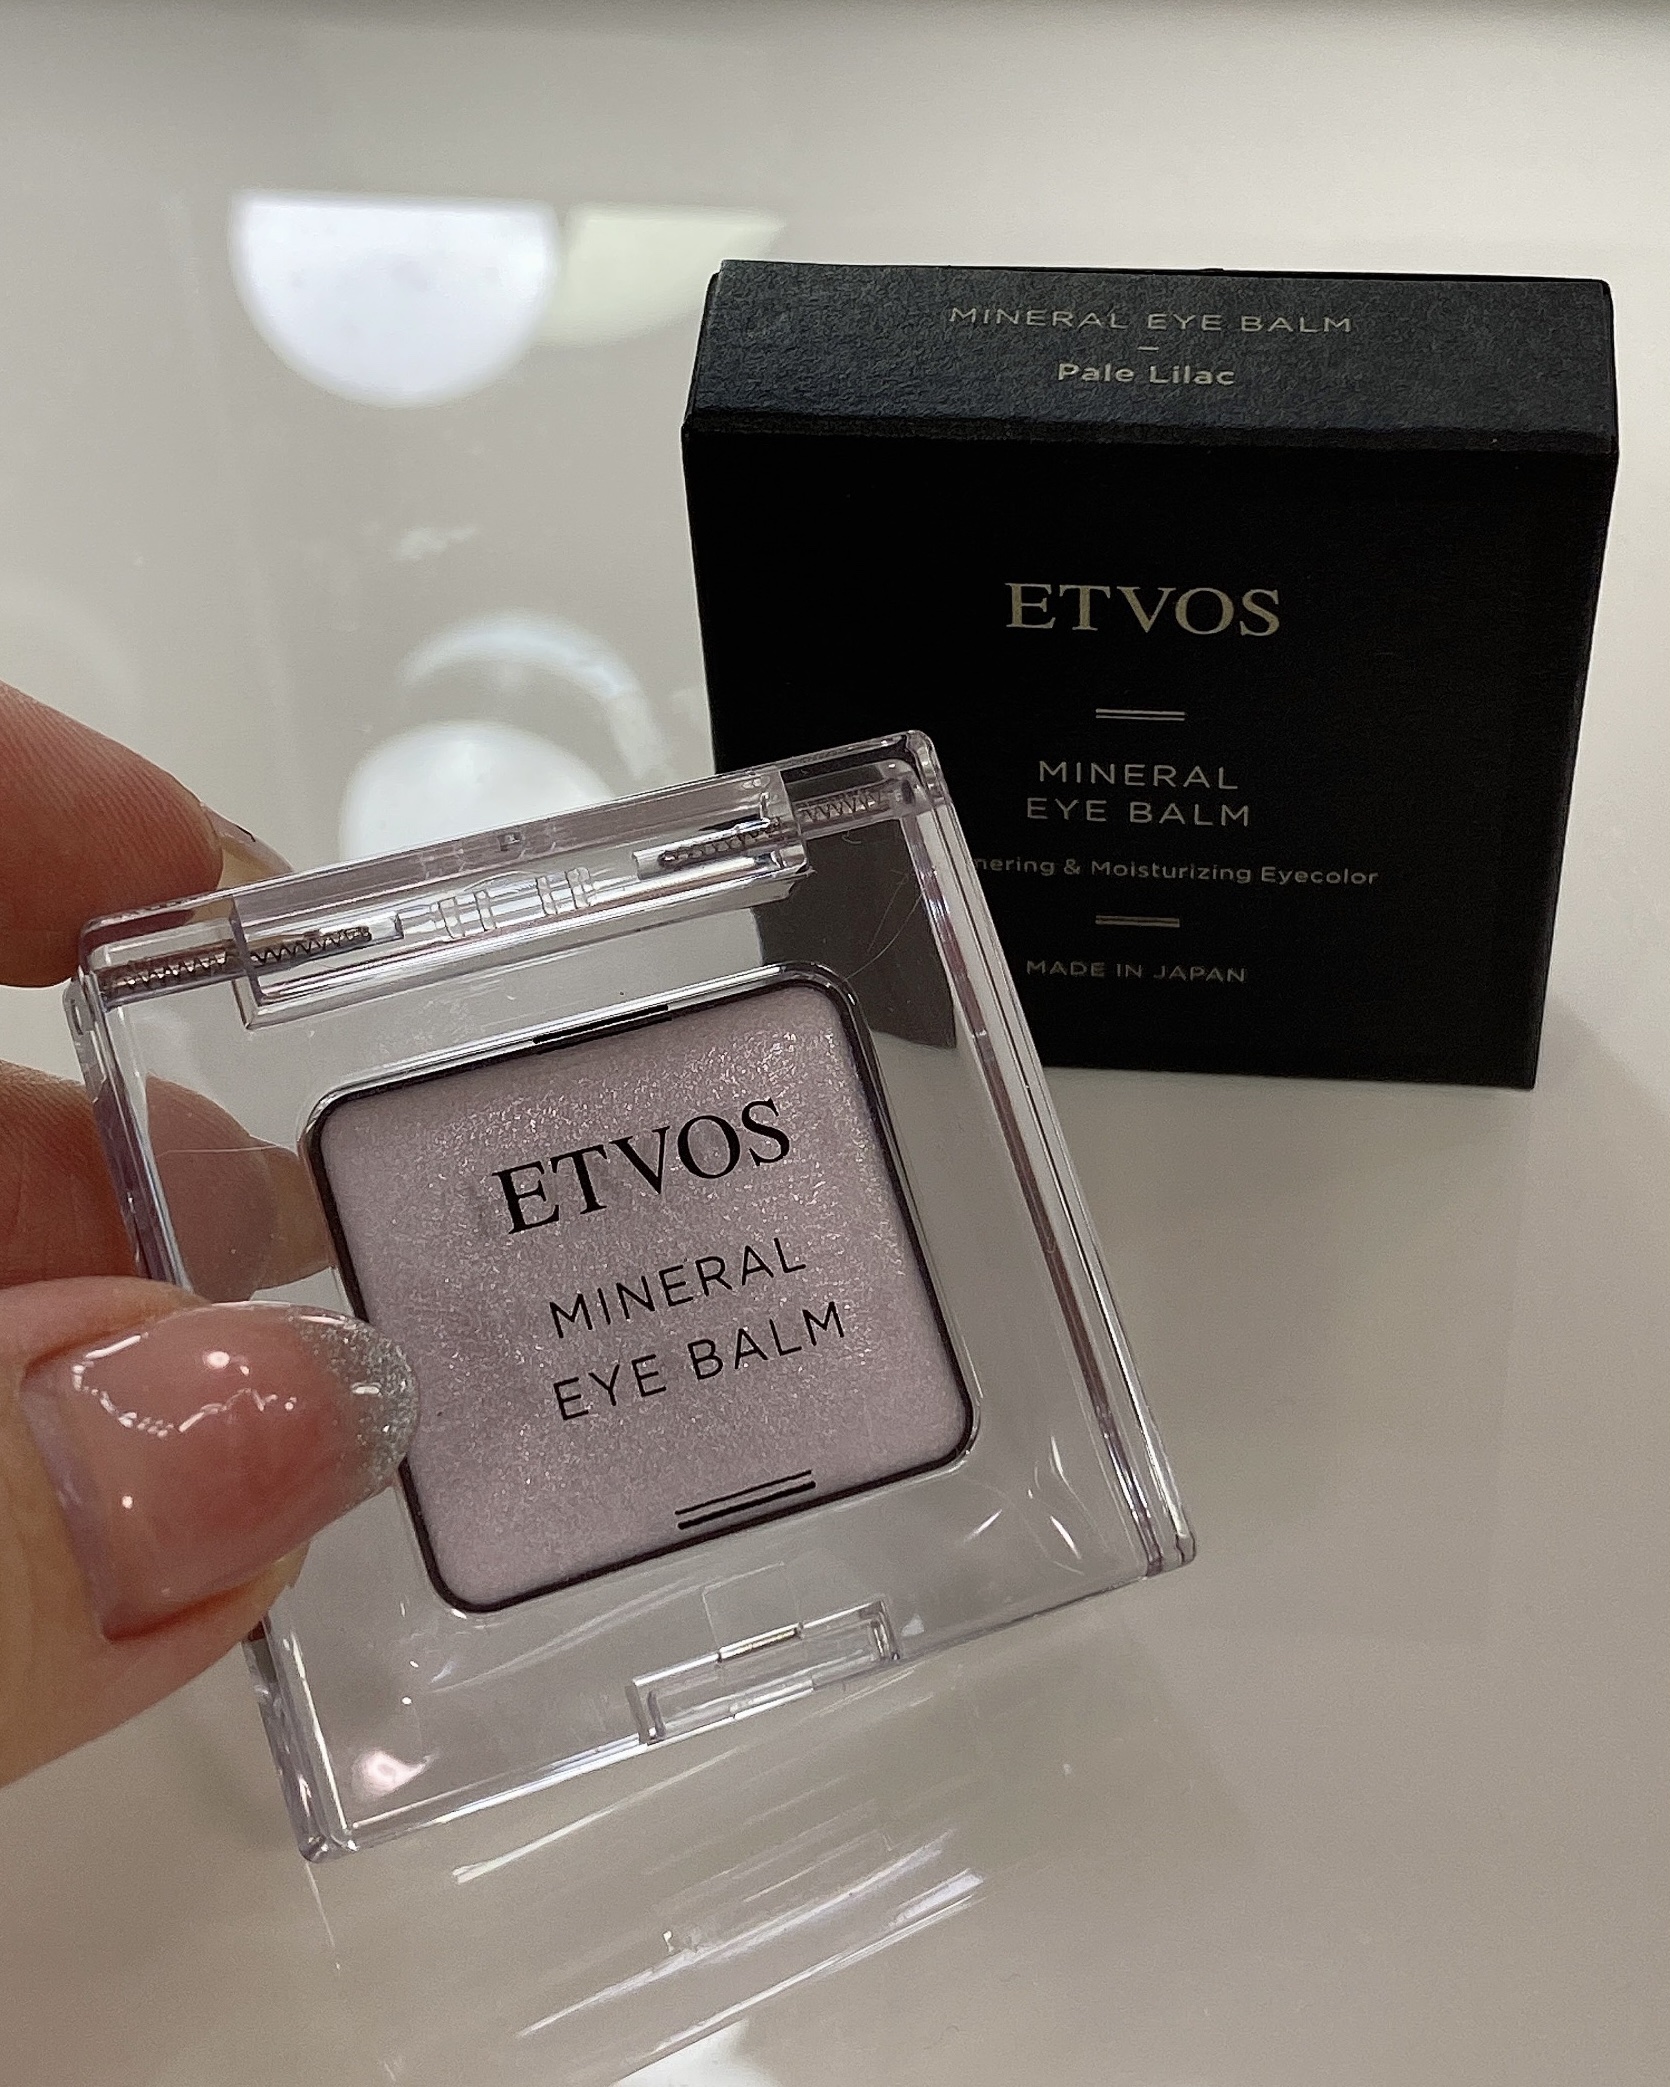 MINERAL EYE BALM
Pale Lilac
ETVOS
MINERAL
EYE BALM
& Moisturizing Eyecolor
MADE IN JAPAN
ETVOS
MINERAL
EYE BALM